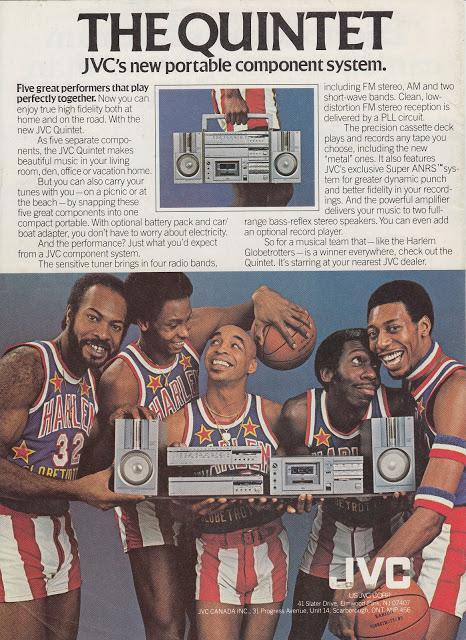 THE QUINTET
JVC's new portable component system.
Five great performers that play
perfectly together. Now you can
enjoy true high fidelity both at
home and on the road. With the
new JVC Quintet.
As five separate compo-
nents, the JVC Quintet makes
beautiful music in your living
room, den, office or vacation home.
But you can also carry your
tunes with you—on a picnic or at
the beach—by snapping these
five great components into one
compact portable. With optional battery pack and car/
boat adapter, you don't have to worry about electricity.
And the performance? Just what you'd expect
from a JVC component system.
The sensitive tuner brings in four radio bands,
including FM stereo, AM and two
short-wave bands. Clean, low-
distortion FM stereo reception is
delivered by a PLL circuit.
The precision cassette deck
plays and records any tape you
choose, including the new
"metal" ones. It also features
JVC's exclusive Super ANRS™ sys-
tem for greater dynamic punch
and better fidelity in your record-
ings. And the powerful amplifier
delivers your music to two full-
range bass-reflex stereo speakers. You can even add
an optional record player.
So for a musical team that—like the Harlem
Globetrotters—is a winner everywhere, check out the
Quintet. It's starring at your nearest JVC dealer.
HARLEM
32
GLOBETROT
HARLE
HARLEM
GLOBETROT
JVC
US JVC CORP.
41 Slater Drive, Elmwood Park, NJ 07407
JVC CANADA INC., 31 Progress Avenue, Unit 14, Scarborough, ONT. M1P